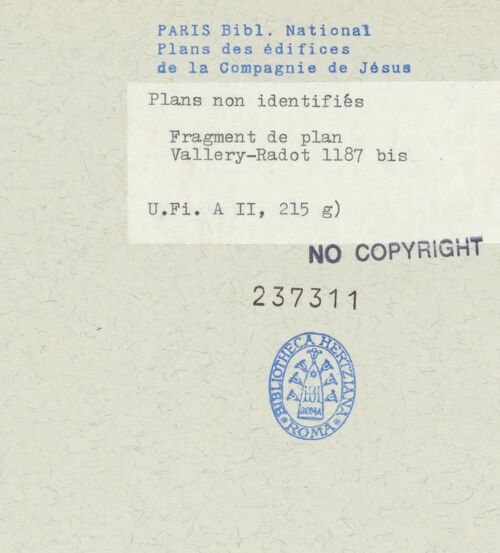 PARIS Bibl. National
Plans des édifices
de la Compagnie de Jésus
Plans non identifiés
Fragment de plan
Vallery-Radot 1187 bis
U.Fi. A II, 215 g)
NO COPYRIGHT
237311
BIBLIOTHECA HERTZIANA
ROMA
ROMA